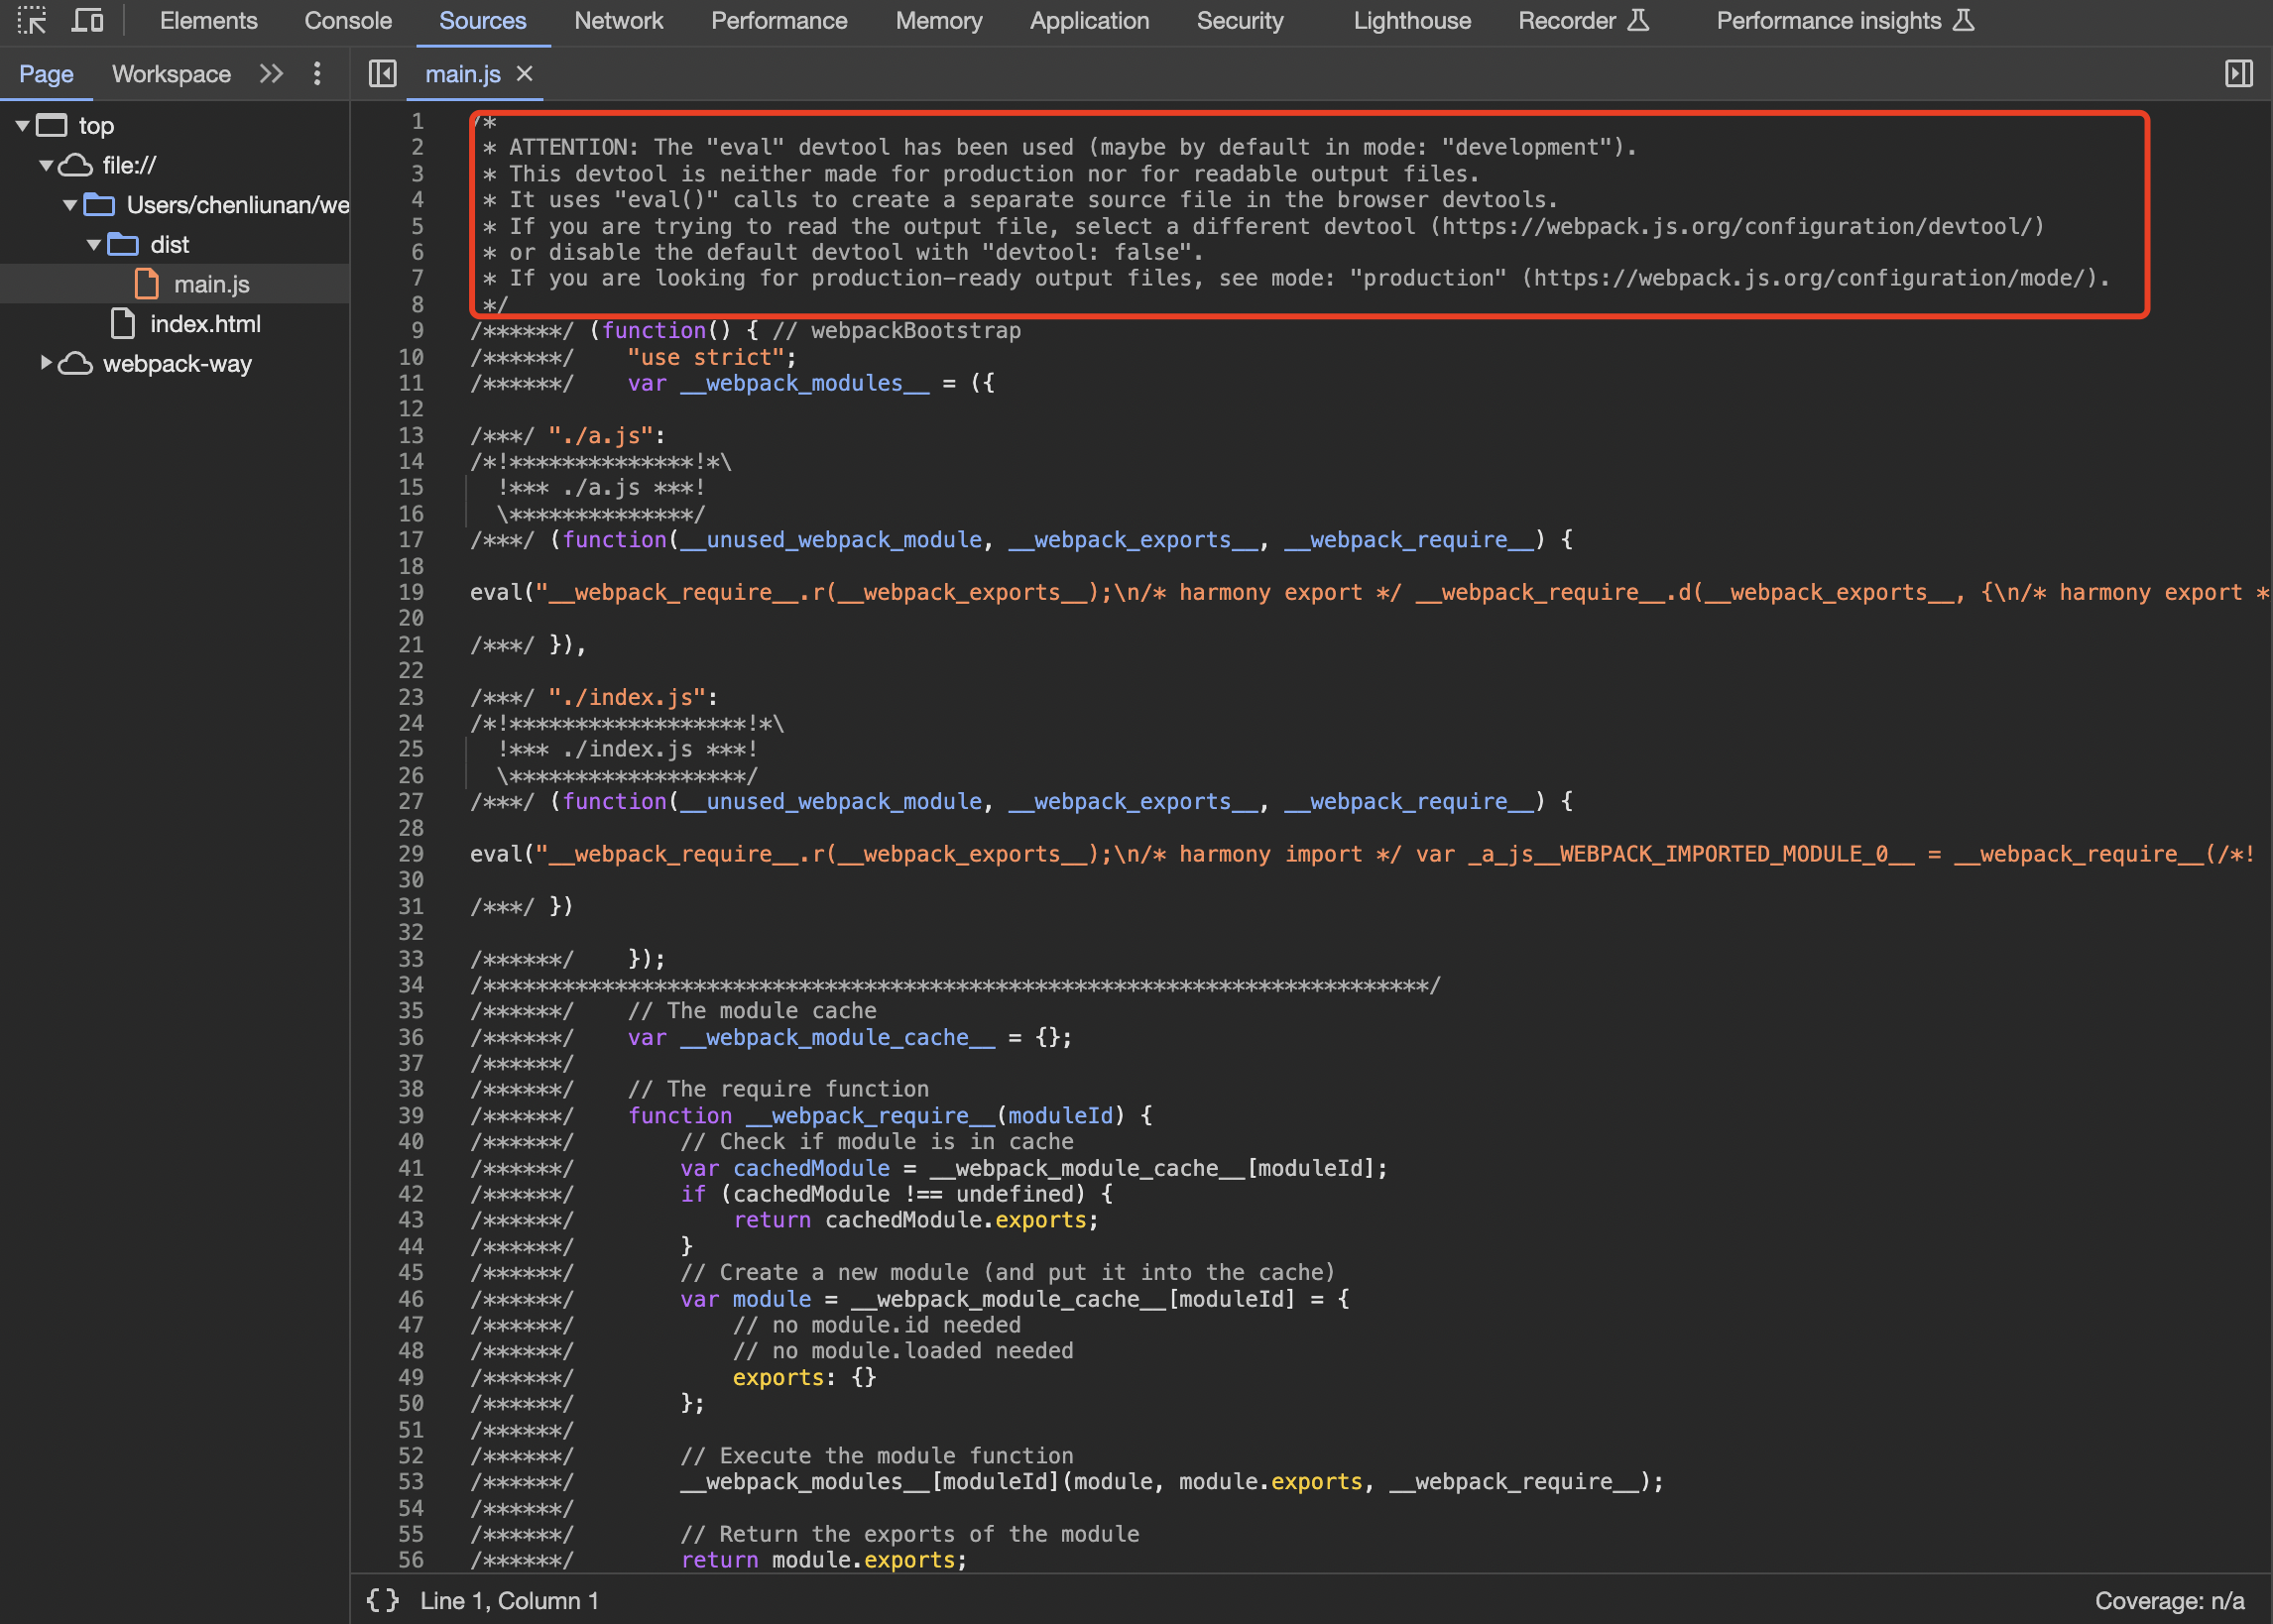 Elements Console Sources Network Performance Memory Application Security Lighthouse Recorder Performance insights
Page Workspace
main.js
top
file://
Users/chenliunan/we
dist
main.js
index.html
webpack-way
1 /*
2  * ATTENTION: The "eval" devtool has been used (maybe by default in mode: "development").
3  * This devtool is neither made for production nor for readable output files.
4  * It uses "eval()" calls to create a separate source file in the browser devtools.
5  * If you are trying to read the output file, select a different devtool (https://webpack.js.org/configuration/devtool/)
6  * or disable the default devtool with "devtool: false".
7  * If you are looking for production-ready output files, see mode: "production" (https://webpack.js.org/configuration/mode/).
8  */
9 /******/ (function() { // webpackBootstrap
10 /******/    "use strict";
11 /******/    var __webpack_modules__ = ({
12
13 /***/ "./a.js":
14 /*!**************!*\
15   !*** ./a.js ***!
16   \**************/
17 /***/ (function(__unused_webpack_module, __webpack_exports__, __webpack_require__) {
18
19 eval("__webpack_require__.r(__webpack_exports__);\n/* harmony export */ __webpack_require__.d(__webpack_exports__, {\n/* harmony export *
20
21 /***/ }),
22
23 /***/ "./index.js":
24 /*!******************!*\
25   !*** ./index.js ***!
26   \******************/
27 /***/ (function(__unused_webpack_module, __webpack_exports__, __webpack_require__) {
28
29 eval("__webpack_require__.r(__webpack_exports__);\n/* harmony import */ var _a_js__WEBPACK_IMPORTED_MODULE_0__ = __webpack_require__(/*!
30
31 /***/ })
32
33 /******/    });
34 /************************************************************************/
35 /******/    // The module cache
36 /******/    var __webpack_module_cache__ = {};
37 /******/
38 /******/    // The require function
39 /******/    function __webpack_require__(moduleId) {
40 /******/        // Check if module is in cache
41 /******/        var cachedModule = __webpack_module_cache__[moduleId];
42 /******/        if (cachedModule !== undefined) {
43 /******/            return cachedModule.exports;
44 /******/        }
45 /******/        // Create a new module (and put it into the cache)
46 /******/        var module = __webpack_module_cache__[moduleId] = {
47 /******/            // no module.id needed
48 /******/            // no module.loaded needed
49 /******/            exports: {}
50 /******/        };
51 /******/
52 /******/        // Execute the module function
53 /******/        __webpack_modules__[moduleId](module, module.exports, __webpack_require__);
54 /******/
55 /******/        // Return the exports of the module
56 /******/        return module.exports;
{} Line 1, Column 1
Coverage: n/a